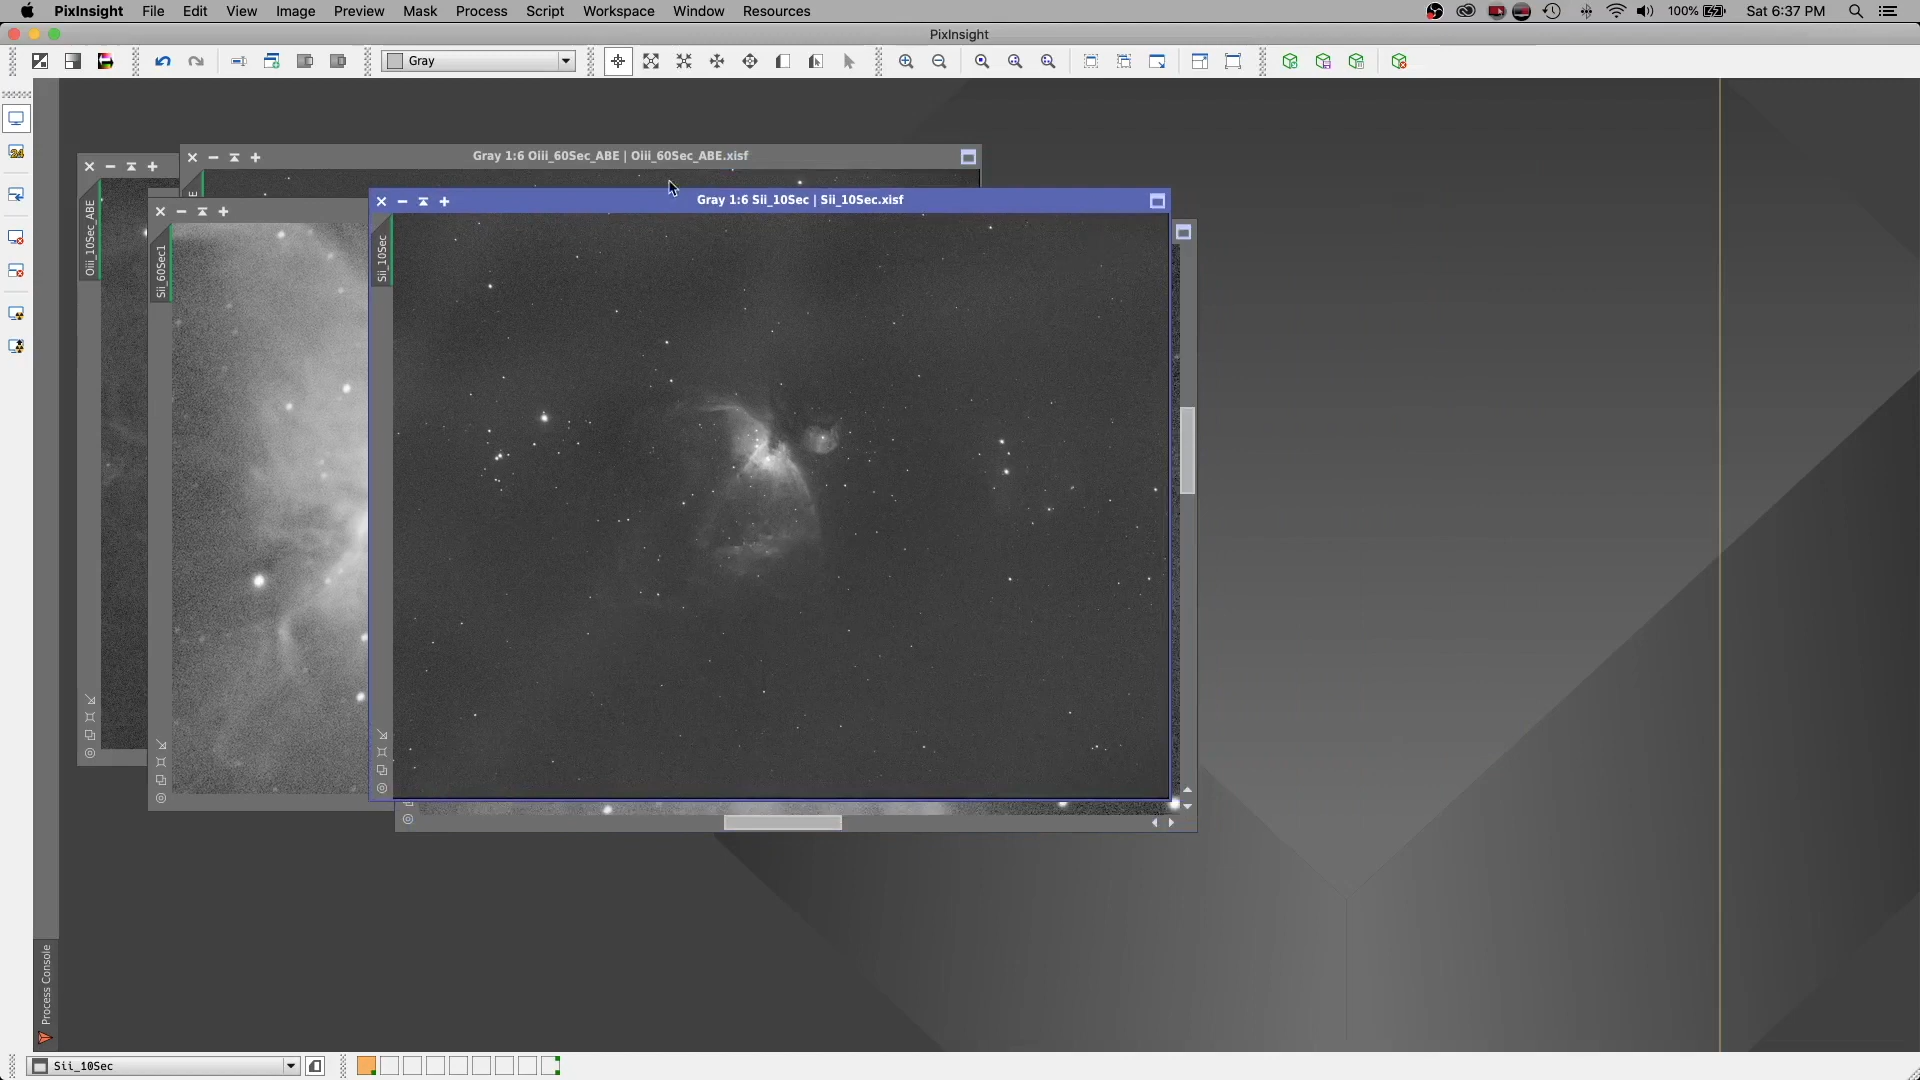 PixInsight File Edit View Image Preview Mask Process Script Workspace Window Resources 100% Sat 6:37 PM
PixInsight
Gray
24
Gray 1:6 Oiii_60Sec_ABE | Oiii_60Sec_ABE.xisf
Gray 1:6 Sii_10Sec | Sii_10Sec.xisf
Oiii_10Sec_ABE
Sii_60Sec1
E
Sii_10Sec
Process Console
Sii_10Sec